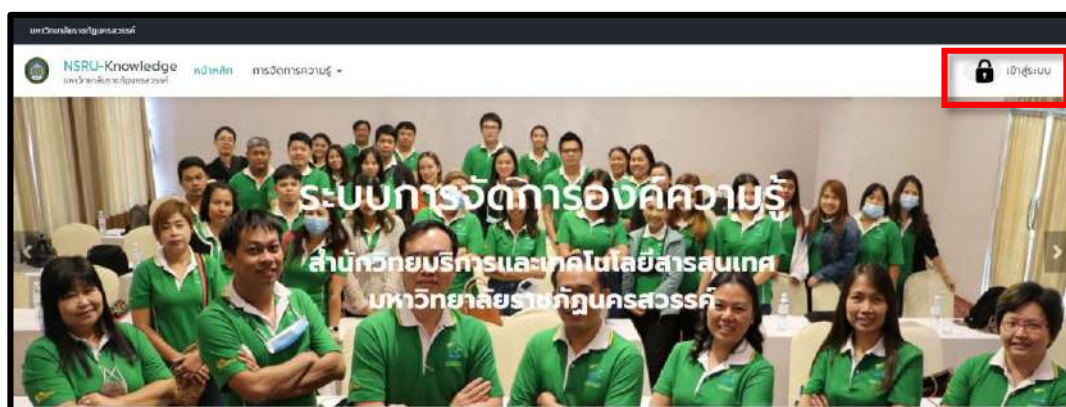 มหาวิทยาลัยราชภัฏนครสวรรค์
NSRU-Knowledge หน้าหลัก การจัดการความรู้
มหาวิทยาลัยราชภัฏนครสวรรค์
เข้าสู่ระบบ
ระบบการจัดการองค์ความรู้
สำนักวิทยบริการและเทคโนโลยีสารสนเทศ
มหาวิทยาลัยราชภัฏนครสวรรค์